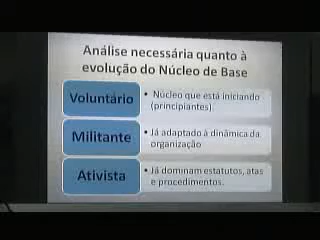 Análise necessária quanto à
evolução do Núcleo de Base
Voluntário
• Núcleo que está iniciando
(principiantes).
Militante
• Já adaptado à dinâmica da
organização
Ativista
• Já dominam estatutos, atas
e procedimentos.